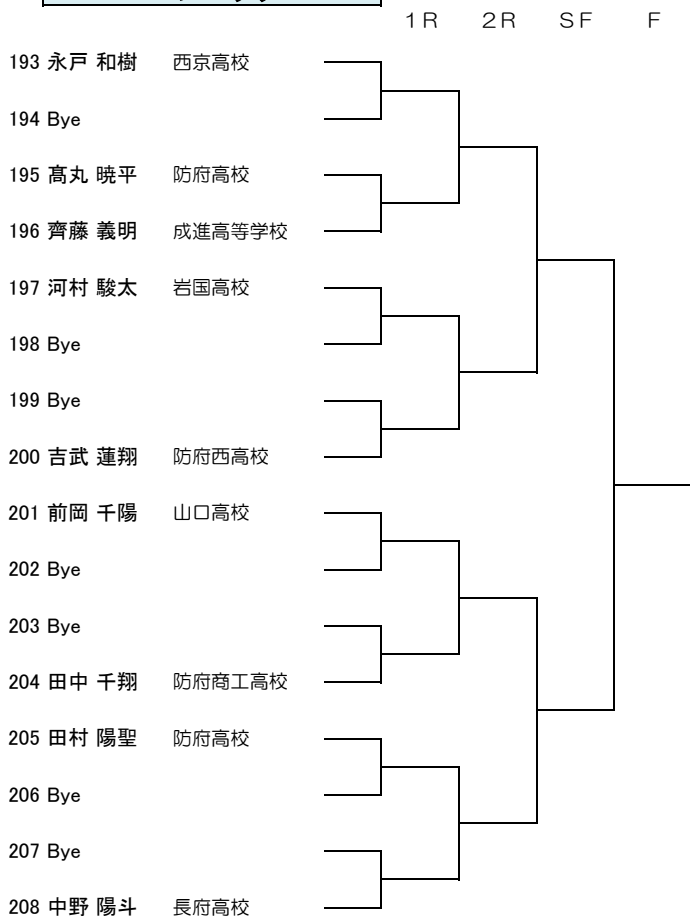 1R 2R SF F
193 永戸 和樹 西京高校
194 Bye
195 髙丸 暁平 防府高校
196 齊藤 義明 成進高等学校
197 河村 駿太 岩国高校
198 Bye
199 Bye
200 吉武 蓮翔 防府西高校
201 前岡 千陽 山口高校
202 Bye
203 Bye
204 田中 千翔 防府商工高校
205 田村 陽聖 防府高校
206 Bye
207 Bye
208 中野 陽斗 長府高校